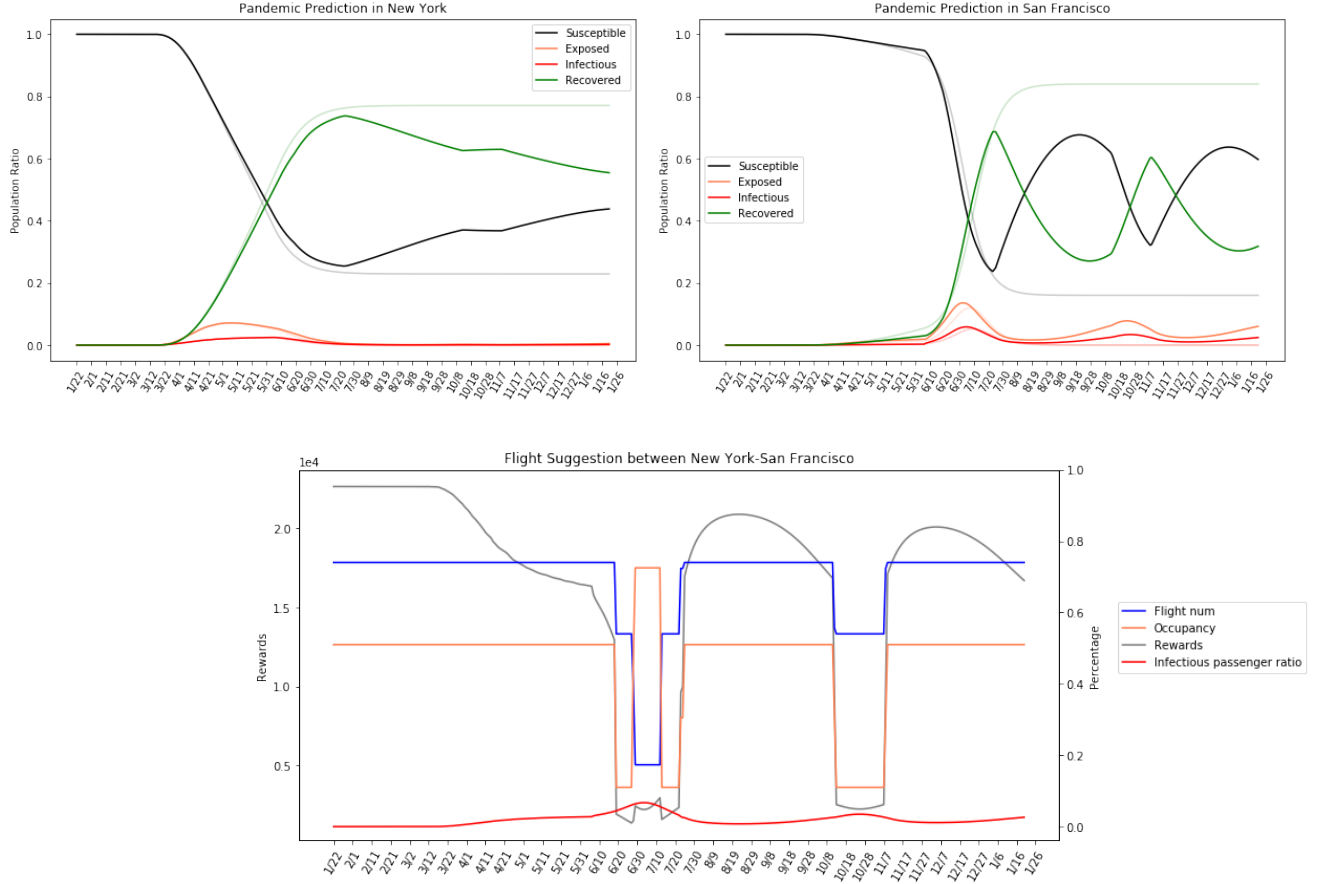 Pandemic Prediction in New York
1.0
0.8
0.6
0.4
0.2
0.0
Population Ratio
Susceptible
Exposed
Infectious
Recovered
1/22 2/1 2/11 2/21 3/2 3/12 3/22 4/1 4/11 4/21 5/1 5/11 5/21 5/31 6/10 6/20 6/30 7/10 7/20 7/30 8/9 8/19 8/29 9/8 9/18 9/28 10/8 10/18 10/28 11/7 11/17 11/27 12/7 12/17 12/27 1/6 1/16 1/26
Pandemic Prediction in San Francisco
1.0
0.8
0.6
0.4
0.2
0.0
Population Ratio
Susceptible
Exposed
Infectious
Recovered
1/22 2/1 2/11 2/21 3/2 3/12 3/22 4/1 4/11 4/21 5/1 5/11 5/21 5/31 6/10 6/20 6/30 7/10 7/20 7/30 8/9 8/19 8/29 9/8 9/18 9/28 10/8 10/18 10/28 11/7 11/17 11/27 12/7 12/17 12/27 1/6 1/16 1/26
Flight Suggestion between New York-San Francisco
1e4
2.0
1.5
1.0
0.5
Rewards
1.0
0.8
0.6
0.4
0.2
0.0
Percentage
Flight num
Occupancy
Rewards
Infectious passenger ratio
1/22 2/1 2/11 2/21 3/2 3/12 3/22 4/1 4/11 4/21 5/1 5/11 5/21 5/31 6/10 6/20 6/30 7/10 7/20 7/30 8/9 8/19 8/29 9/8 9/18 9/28 10/8 10/18 10/28 11/7 11/17 11/27 12/7 12/17 12/27 1/6 1/16 1/26